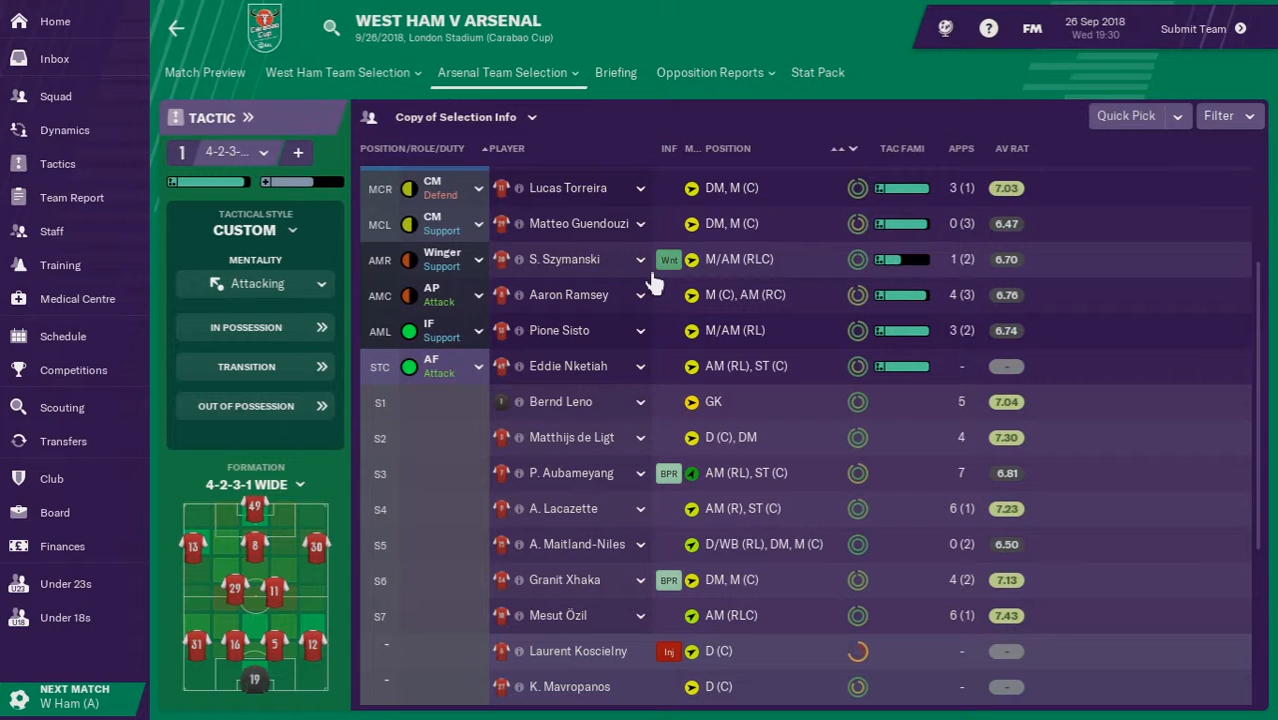 Home
Inbox
Squad
Dynamics
Tactics
Team Report
Staff
Training
Medical Centre
Schedule
Competitions
Scouting
Transfers
Club
Board
Finances
U23 Under 23s
U18 Under 18s
NEXT MATCH
W Ham (A)
Carabao Cup
WEST HAM V ARSENAL
9/26/2018, London Stadium (Carabao Cup)
? FM
26 Sep 2018
Wed 19:30
Submit Team
Match Preview West Ham Team Selection Arsenal Team Selection Briefing Opposition Reports Stat Pack
TACTIC
1 4-2-3-... +
TACTICAL STYLE
CUSTOM
MENTALITY
Attacking
IN POSSESSION
TRANSITION
OUT OF POSSESSION
FORMATION
4-2-3-1 WIDE
49
13 8 30
29 11
31 16 5 12
19
Copy of Selection Info
Quick Pick
Filter
POSITION/ROLE/DUTY PLAYER INF M... POSITION TAC FAMI APPS AV RAT
MCR CM Defend Lucas Torreira DM, M (C) 3 (1) 7.03
MCL CM Support Matteo Guendouzi DM, M (C) 0 (3) 6.47
AMR Winger Support S. Szymanski Wnt M/AM (RLC) 1 (2) 6.70
AMC AP Attack Aaron Ramsey M (C), AM (RC) 4 (3) 6.76
AML IF Support Pione Sisto M/AM (RL) 3 (2) 6.74
STC AF Attack Eddie Nketiah AM (RL), ST (C) - -
S1 Bernd Leno GK 5 7.04
S2 Matthijs de Ligt D (C), DM 4 7.30
S3 P. Aubameyang BPR AM (RL), ST (C) 7 6.81
S4 A. Lacazette AM (R), ST (C) 6 (1) 7.23
S5 A. Maitland-Niles D/WB (RL), DM, M (C) 0 (2) 6.50
S6 Granit Xhaka BPR DM, M (C) 4 (2) 7.13
S7 Mesut Özil AM (RLC) 6 (1) 7.43
- Laurent Koscielny Inj D (C) - -
- K. Mavropanos D (C) - -